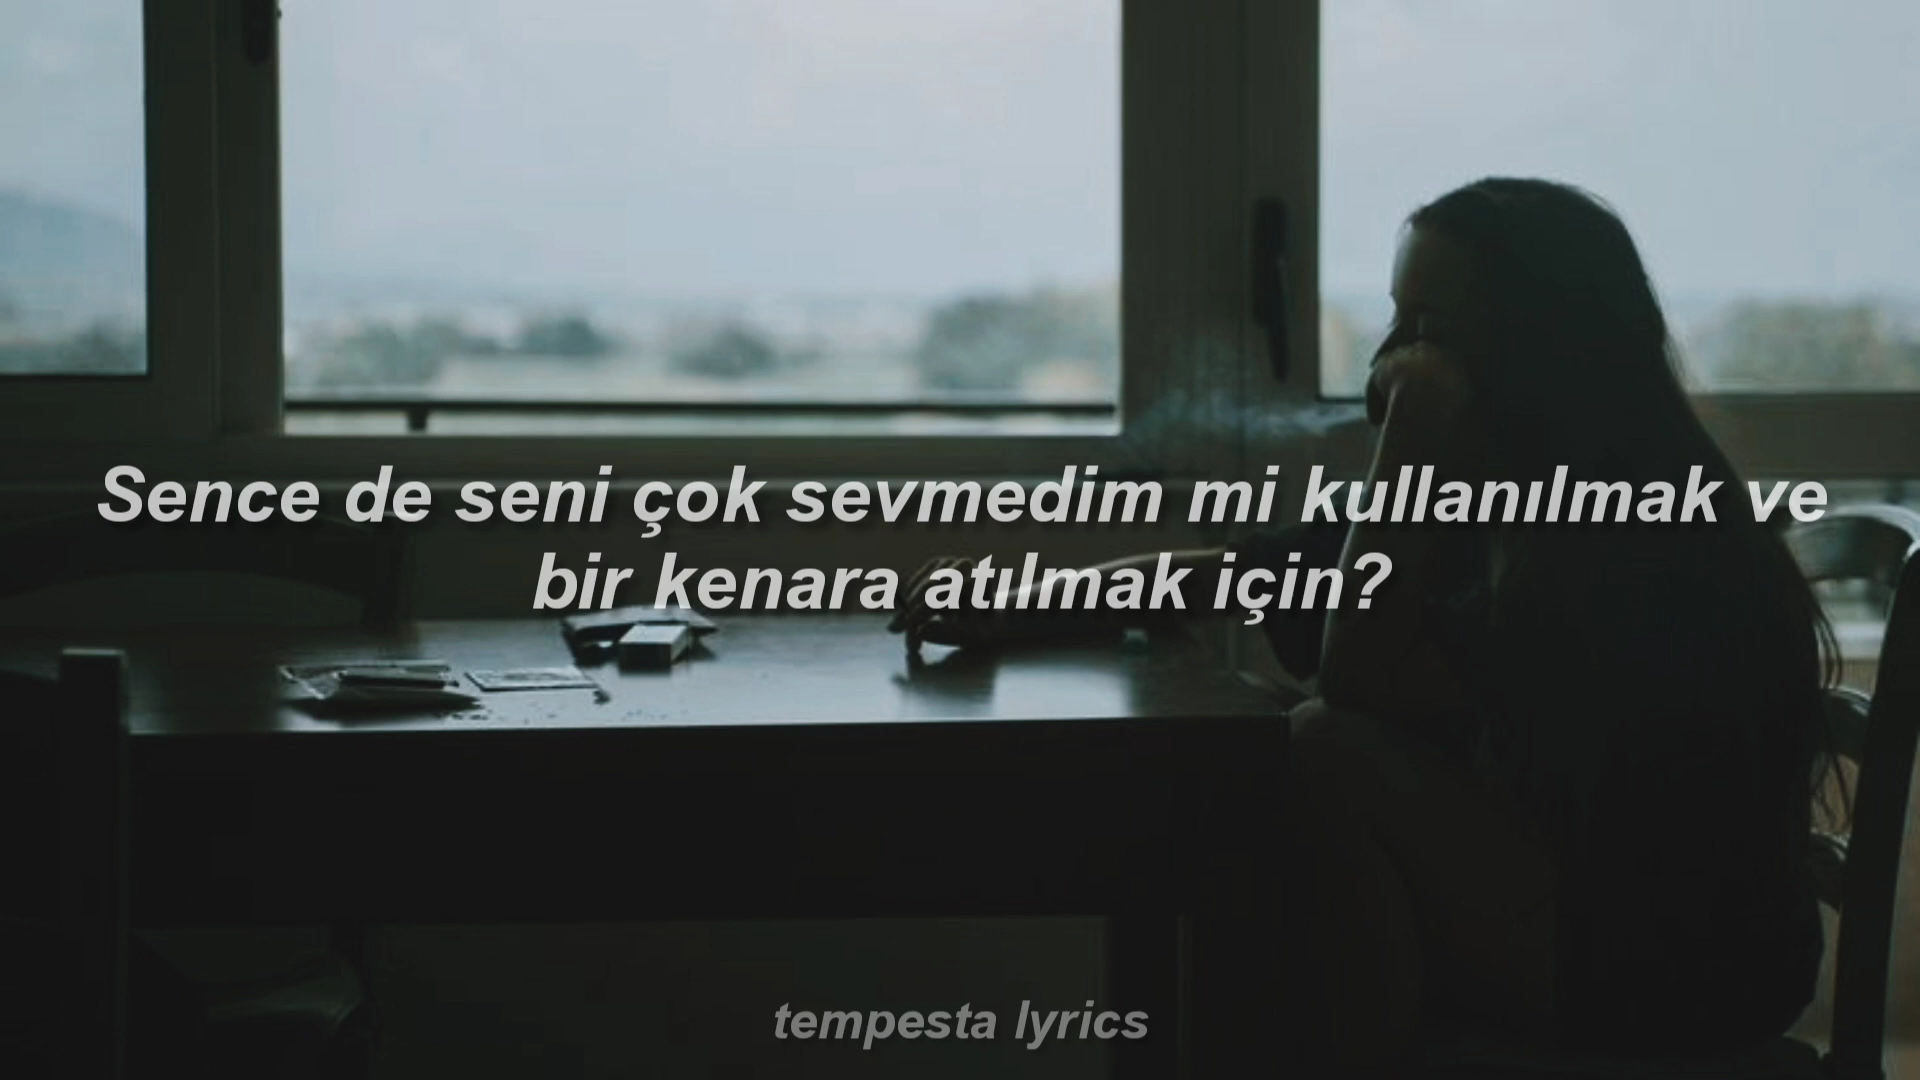 Sence de seni çok sevmedim mi kullanılmak ve
bir kenara atılmak için?
tempesta lyrics